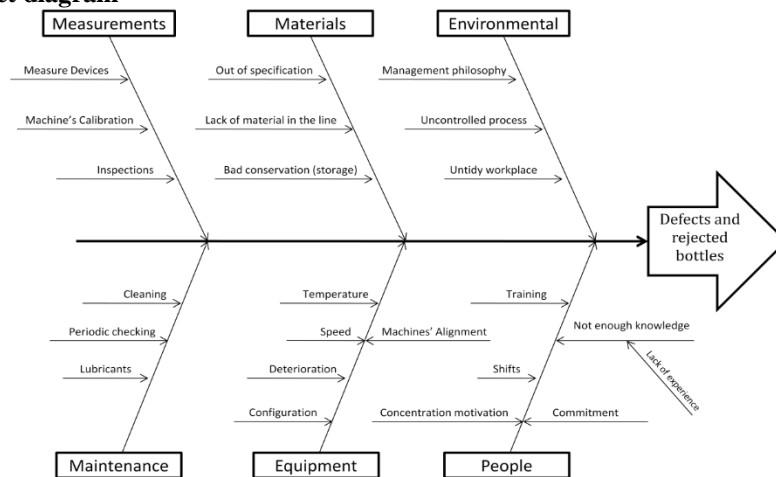 diagram
Measurements
Materials
Environmental
Measure Devices
Out of specification
Management philosophy
Machine's Calibration
Lack of material in the line
Uncontrolled process
Inspections
Bad conservation (storage)
Untidy workplace
Defects and
rejected
bottles
Cleaning
Temperature
Training
Periodic checking
Speed
Machines' Alignment
Not enough knowledge
Lubricants
Deterioration
Shifts
Lack of experience
Configuration
Concentration motivation
Commitment
Maintenance
Equipment
People